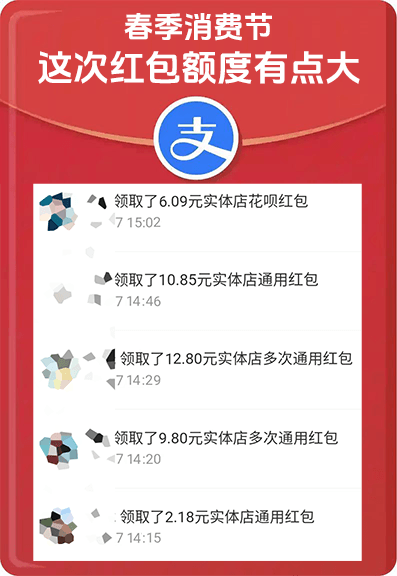 春季消费节
这次红包额度有点大
支
领取了6.09元实体店花呗红包
7 15:02
领取了10.85元实体店通用红包
7 14:46
领取了12.80元实体店多次通用红包
7 14:29
领取了9.80元实体店多次通用红包
7 14:20
领取了2.18元实体店通用红包
7 14:15